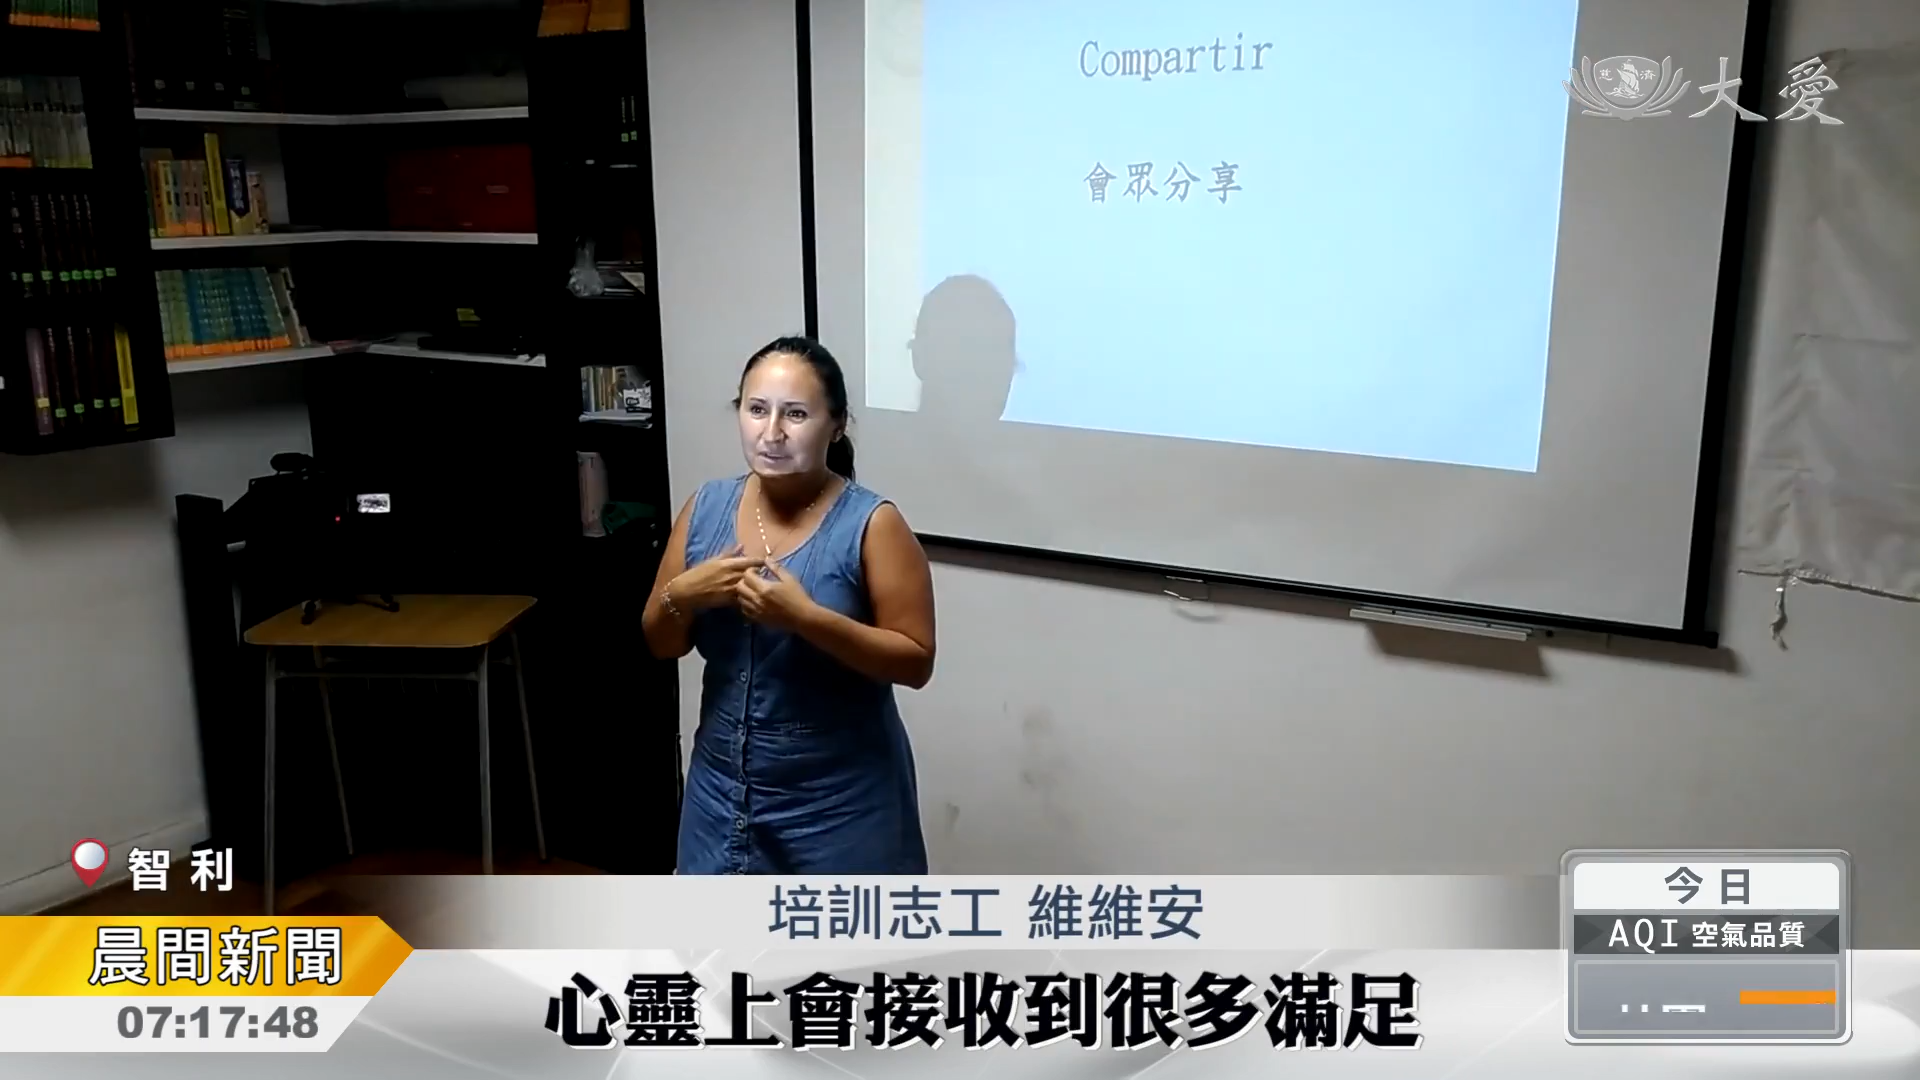 Compartir
會眾分享
慈濟
大愛
智利
培訓志工 維維安
晨間新聞
心靈上會接收到很多滿足
07:17:48
今日
AQI 空氣品質